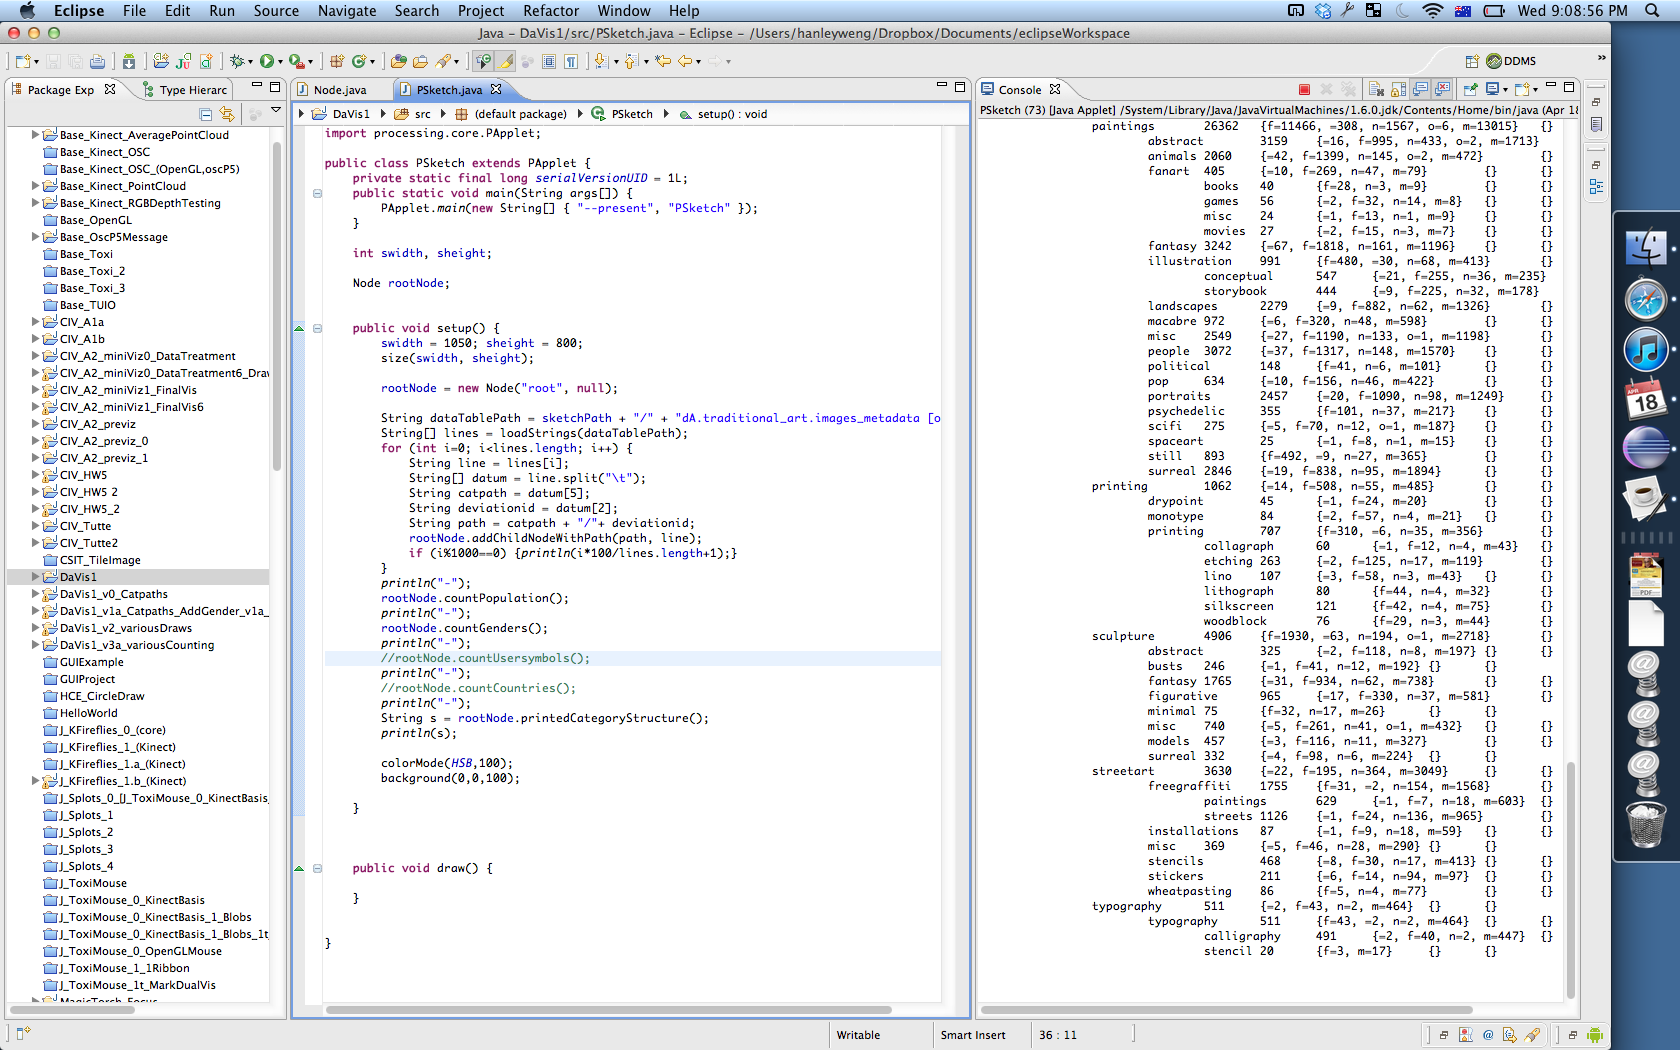 Eclipse File Edit Run Source Navigate Search Project Refactor Window Help Wed 9:08:56 PM
Java – DaVis1/src/PSketch.java – Eclipse – /Users/hanleyweng/Dropbox/Documents/eclipseWorkspace
DDMS »
Package Exp
Type Hierarc
Base_Kinect_AveragePointCloud
Base_Kinect_OSC
Base_Kinect_OSC_(OpenGL,oscP5)
Base_Kinect_PointCloud
Base_Kinect_RGBDepthTesting
Base_OpenGL
Base_OscP5Message
Base_Toxi
Base_Toxi_2
Base_Toxi_3
Base_TUIO
CIV_A1a
CIV_A1b
CIV_A2_miniViz0_DataTreatment
CIV_A2_miniViz0_DataTreatment6_Drav
CIV_A2_miniViz1_FinalVis
CIV_A2_miniViz1_FinalVis6
CIV_A2_previz
CIV_A2_previz_0
CIV_A2_previz_1
CIV_HW5
CIV_HW5 2
CIV_HW5_2
CIV_Tutte
CIV_Tutte2
CSIT_TileImage
DaVis1
DaVis1_v0_Catpaths
DaVis1_v1a_Catpaths_AddGender_v1a_
DaVis1_v2_variousDraws
DaVis1_v3a_variousCounting
GUIExample
GUIProject
HCE_CircleDraw
HelloWorld
J_KFireflies_0_(core)
J_KFireflies_1_(Kinect)
J_KFireflies_1.a_(Kinect)
J_KFireflies_1.b_(Kinect)
J_Splots_0_[J_ToxiMouse_0_KinectBasis_
J_Splots_1
J_Splots_2
J_Splots_3
J_Splots_4
J_ToxiMouse
J_ToxiMouse_0_KinectBasis
J_ToxiMouse_0_KinectBasis_1_Blobs
J_ToxiMouse_0_KinectBasis_1_Blobs_1t_
J_ToxiMouse_0_OpenGLMouse
J_ToxiMouse_1_1Ribbon
J_ToxiMouse_1t_MarkDualVis
MagicTorch_Focus
Node.java
PSketch.java
DaVis1 src (default package) PSketch setup() : void
import processing.core.PApplet;
public class PSketch extends PApplet {
private static final long serialVersionUID = 1L;
public static void main(String args[]) {
PApplet.main(new String[] { "--present", "PSketch" });
}
int swidth, sheight;
Node rootNode;
public void setup() {
swidth = 1050; sheight = 800;
size(swidth, sheight);
rootNode = new Node("root", null);
String dataTablePath = sketchPath + "/" + "dA.traditional_art.images_metadata [o
String[] lines = loadStrings(dataTablePath);
for (int i=0; i<lines.length; i++) {
String line = lines[i];
String[] datum = line.split("\t");
String catpath = datum[5];
String deviationid = datum[2];
String path = catpath + "/"+ deviationid;
rootNode.addChildNodeWithPath(path, line);
if (i%1000==0) {println(i*100/lines.length+1);}
}
println("-");
rootNode.countPopulation();
println("-");
rootNode.countGenders();
println("-");
//rootNode.countUsersymbols();
println("-");
//rootNode.countCountries();
println("-");
String s = rootNode.printedCategoryStructure();
println(s);
colorMode(HSB,100);
background(0,0,100);
}
public void draw() {
}
}
Console
PSketch (73) [Java Applet] /System/Library/Java/JavaVirtualMachines/1.6.0.jdk/Contents/Home/bin/java (Apr 18
paintings 26362 {f=11466, =308, n=1567, o=6, m=13015} {}
abstract 3159 {=16, f=995, n=433, o=2, m=1713}
animals 2060 {=42, f=1399, n=145, o=2, m=472} {}
fanart 405 {=10, f=269, n=47, m=79} {} {}
books 40 {f=28, n=3, m=9} {} {}
games 56 {=2, f=32, n=14, m=8} {} {}
misc 24 {=1, f=13, n=1, m=9} {} {}
movies 27 {=2, f=15, n=3, m=7} {} {}
fantasy 3242 {=67, f=1818, n=161, m=1196} {}
illustration 991 {f=480, =30, n=68, m=413} {}
conceptual 547 {=21, f=255, n=36, m=235}
storybook 444 {=9, f=225, n=32, m=178}
landscapes 2279 {=9, f=882, n=62, m=1326} {}
macabre 972 {=6, f=320, n=48, m=598} {} {}
misc 2549 {=27, f=1190, n=133, o=1, m=1198} {}
people 3072 {=37, f=1317, n=148, m=1570} {}
political 148 {f=41, n=6, m=101} {} {}
pop 634 {=10, f=156, n=46, m=422} {} {}
portraits 2457 {=20, f=1090, n=98, m=1249} {}
psychedelic 355 {f=101, n=37, m=217} {} {}
scifi 275 {=5, f=70, n=12, o=1, m=187} {} {}
spaceart 25 {=1, f=8, n=1, m=15} {} {}
still 893 {f=492, =9, n=27, m=365} {} {}
surreal 2846 {=19, f=838, n=95, m=1894} {}
printing 1062 {=14, f=508, n=55, m=485} {} {}
drypoint 45 {=1, f=24, m=20} {} {}
monotype 84 {=2, f=57, n=4, m=21} {} {}
printing 707 {f=310, =6, n=35, m=356} {}
collagraph 60 {=1, f=12, n=4, m=43} {}
etching 263 {=2, f=125, n=17, m=119} {}
lino 107 {=3, f=58, n=3, m=43} {} {}
lithograph 80 {f=44, n=4, m=32} {}
silkscreen 121 {f=42, n=4, m=75} {}
woodblock 76 {f=29, n=3, m=44} {}
sculpture 4906 {f=1930, =63, n=194, o=1, m=2718} {}
abstract 325 {=2, f=118, n=8, m=197} {} {}
busts 246 {=1, f=41, n=12, m=192} {} {}
fantasy 1765 {=31, f=934, n=62, m=738} {}
figurative 965 {=17, f=330, n=37, m=581} {}
minimal 75 {f=32, n=17, m=26} {} {}
misc 740 {=5, f=261, n=41, o=1, m=432} {}
models 457 {=3, f=116, n=11, m=327} {} {}
surreal 332 {=4, f=98, n=6, m=224} {} {}
streetart 3630 {=22, f=195, n=364, m=3049} {}
freegraffiti 1755 {f=31, =2, n=154, m=1568} {}
paintings 629 {=1, f=7, n=18, m=603} {}
streets 1126 {=1, f=24, n=136, m=965} {}
installations 87 {=1, f=9, n=18, m=59} {} {}
misc 369 {=5, f=46, n=28, m=290} {} {}
stencils 468 {=8, f=30, n=17, m=413} {}
stickers 211 {=6, f=14, n=94, m=97} {} {}
wheatpasting 86 {f=5, n=4, m=77} {} {}
typography 511 {=2, f=43, n=2, m=464} {} {}
typography 511 {f=43, =2, n=2, m=464} {} {}
calligraphy 491 {=2, f=40, n=2, m=447} {}
stencil 20 {f=3, m=17} {} {}
APR
18
PDF
Writable Smart Insert 36 : 11